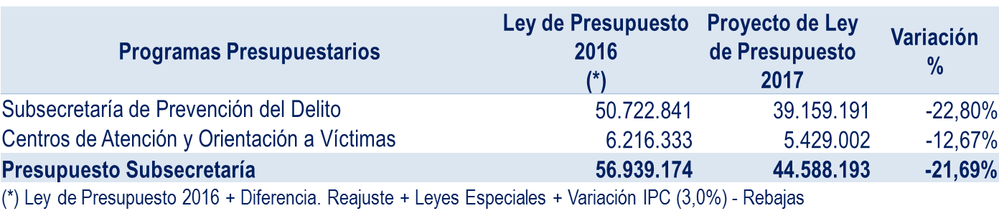 Programas Presupuestarios Ley de Presupuesto 2016 (*) Proyecto de Ley de Presupuesto 2017 Variación %
Subsecretaría de Prevención del Delito 50.722.841 39.159.191 -22,80%
Centros de Atención y Orientación a Víctimas 6.216.333 5.429.002 -12,67%
Presupuesto Subsecretaría 56.939.174 44.588.193 -21,69%
(*) Ley de Presupuesto 2016 + Diferencia. Reajuste + Leyes Especiales + Variación IPC (3,0%) - Rebajas